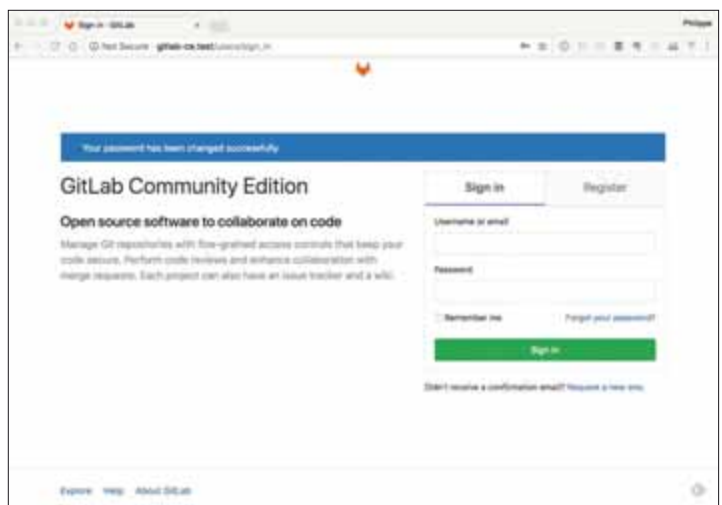 Sign in · GitLab
Philippe
Not Secure gitlab-ce.test/users/sign_in
Your password has been changed successfully.
GitLab Community Edition
Open source software to collaborate on code
Manage Git repositories with fine-grained access controls that keep your
code secure. Perform code reviews and enhance collaboration with
merge requests. Each project can also have an issue tracker and a wiki.
Sign in
Register
Username or email
Password
Remember me
Forgot your password?
Sign in
Didn't receive a confirmation email? Request a new one.
Explore Help About GitLab